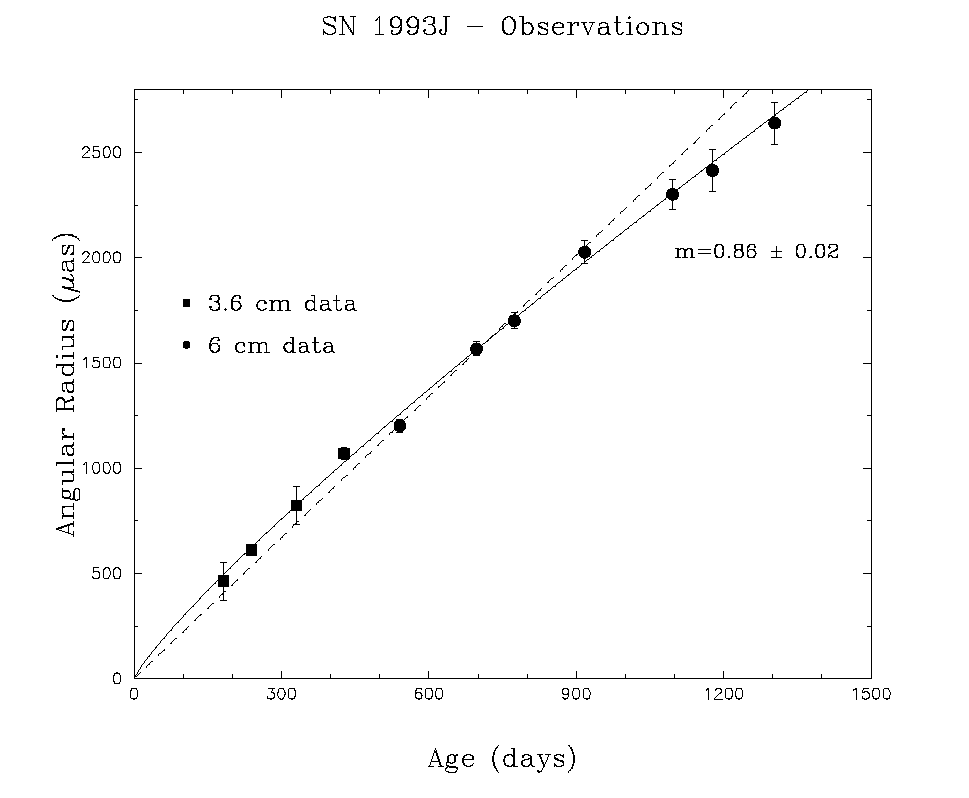 SN 1993J – Observations
2500
2000
1500
1000
500
0
Angular Radius (μas)
3.6 cm data
6 cm data
m=0.86 ± 0.02
0 300 600 900 1200 1500
Age (days)